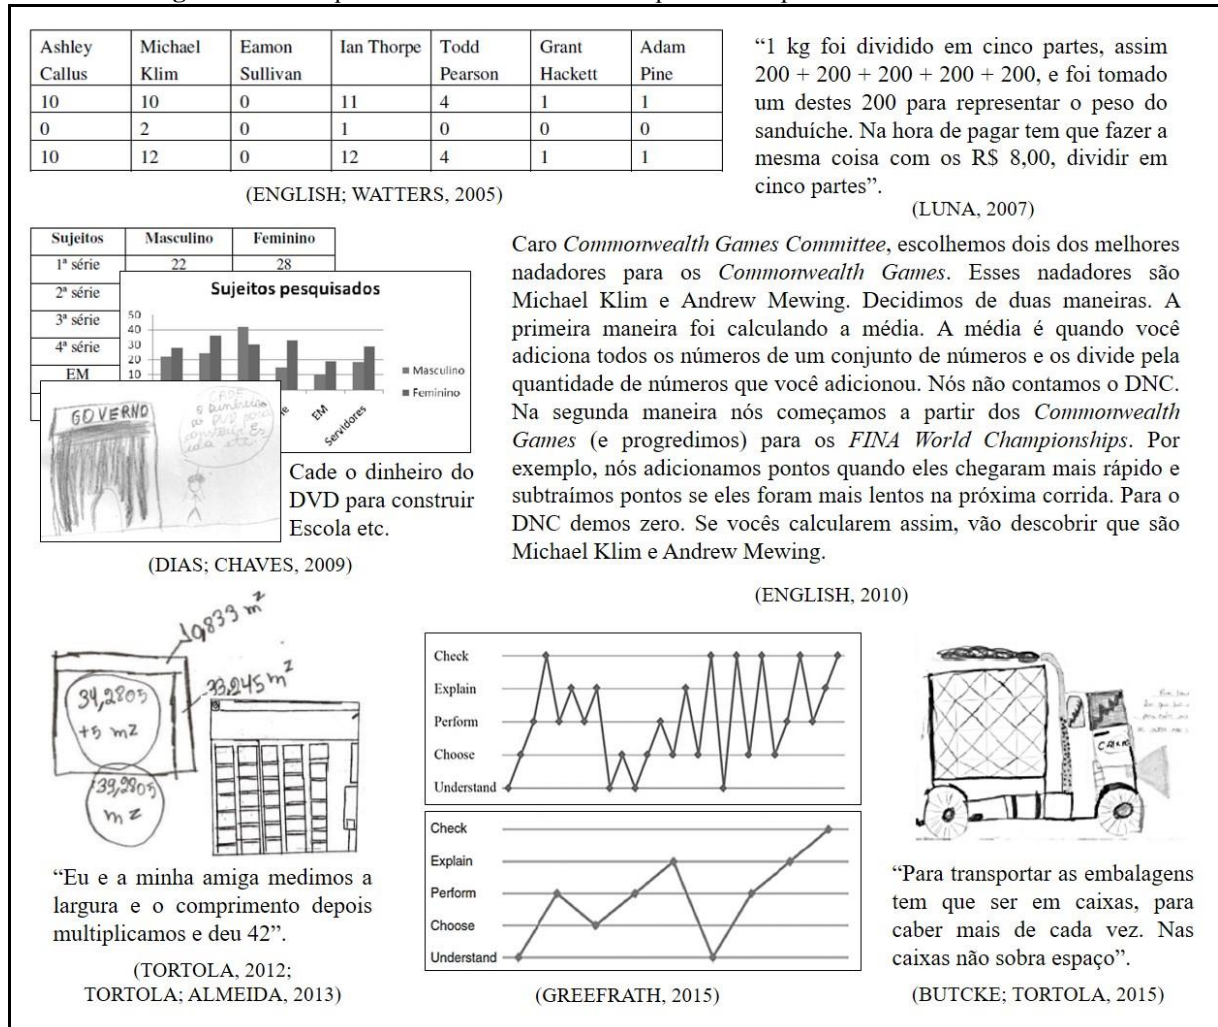 Ashley Callus | Michael Klim | Eamon Sullivan | Ian Thorpe | Todd Pearson | Grant Hackett | Adam Pine
10 | 10 | 0 | 11 | 4 | 1 | 1
0 | 2 | 0 | 1 | 0 | 0 | 0
10 | 12 | 0 | 12 | 4 | 1 | 1
(ENGLISH; WATTERS, 2005)
“1 kg foi dividido em cinco partes, assim
200 + 200 + 200 + 200 + 200, e foi tomado
um destes 200 para representar o peso do
sanduíche. Na hora de pagar tem que fazer a
mesma coisa com os R$ 8,00, dividir em
cinco partes”.
(LUNA, 2007)
Sujeitos | Masculino | Feminino
1ª série | 22 | 28
2ª série
3ª série
4ª série
EM
Sujeitos pesquisados
50
40
30
20
10
EM
Servidores
Masculino
Feminino
GOVERNO
CADE
o dinheiro
do DVD para
construir Es
cola etc
Cade o dinheiro do
DVD para construir
Escola etc.
(DIAS; CHAVES, 2009)
Caro Commonwealth Games Committee, escolhemos dois dos melhores
nadadores para os Commonwealth Games. Esses nadadores são
Michael Klim e Andrew Mewing. Decidimos de duas maneiras. A
primeira maneira foi calculando a média. A média é quando você
adiciona todos os números de um conjunto de números e os divide pela
quantidade de números que você adicionou. Nós não contamos o DNC.
Na segunda maneira nós começamos a partir dos Commonwealth
Games (e progredimos) para os FINA World Championships. Por
exemplo, nós adicionamos pontos quando eles chegaram mais rápido e
subtraímos pontos se eles foram mais lentos na próxima corrida. Para o
DNC demos zero. Se vocês calcularem assim, vão descobrir que são
Michael Klim e Andrew Mewing.
(ENGLISH, 2010)
10,833 m²
33,245 m²
34,2805
+5 m2
39,2805
m2
“Eu e a minha amiga medimos a
largura e o comprimento depois
multiplicamos e deu 42”.
(TORTOLA, 2012;
TORTOLA; ALMEIDA, 2013)
Check
Explain
Perform
Choose
Understand
Check
Explain
Perform
Choose
Understand
(GREEFRATH, 2015)
CAIXA
“Para transportar as embalagens
tem que ser em caixas, para
caber mais de cada vez. Nas
caixas não sobra espaço”.
(BUTCKE; TORTOLA, 2015)